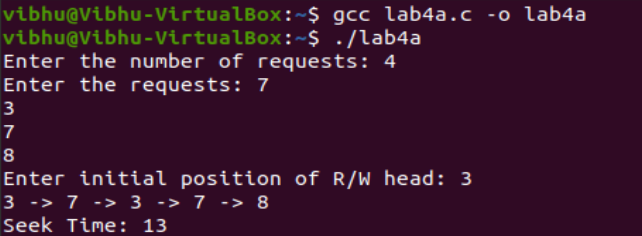 vibhu@Vibhu-VirtualBox:~$ gcc lab4a.c -o lab4a
vibhu@Vibhu-VirtualBox:~$ ./lab4a
Enter the number of requests: 4
Enter the requests: 7
3
7
8
Enter initial position of R/W head: 3
3 -> 7 -> 3 -> 7 -> 8
Seek Time: 13